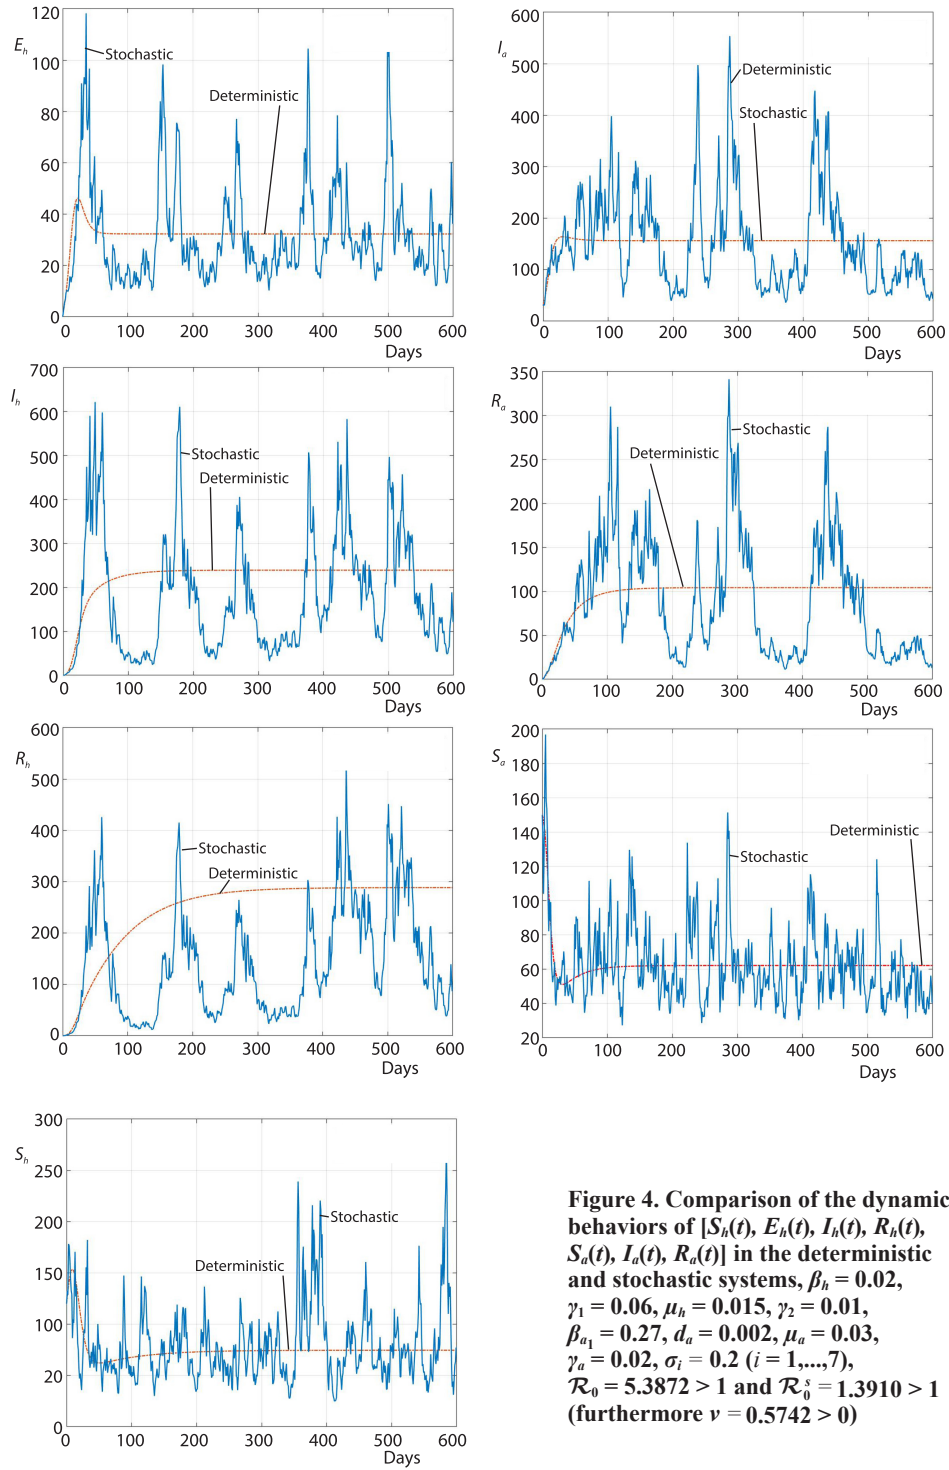 120
E_h
100
80
60
40
20
0
Stochastic
Deterministic
0 100 200 300 400 500 600
Days
600
I_a
500
400
300
200
100
0
Deterministic
Stochastic
0 100 200 300 400 500 600
Days
700
I_h
600
500
400
300
200
100
0
Stochastic
Deterministic
0 100 200 300 400 500 600
Days
350
R_a
300
250
200
150
100
50
0
Stochastic
Deterministic
0 100 200 300 400 500 600
Days
600
R_h
500
400
300
200
100
0
Stochastic
Deterministic
0 100 200 300 400 500 600
Days
200
S_a
180
160
140
120
100
80
60
40
20
Deterministic
Stochastic
0 100 200 300 400 500 600
Days
300
S_h
250
200
150
100
20
0
Stochastic
Deterministic
0 100 200 300 400 500 600
Days
Figure 4. Comparison of the dynamic
behaviors of [S_h(t), E_h(t), I_h(t), R_h(t),
S_a(t), I_a(t), R_a(t)] in the deterministic
and stochastic systems, β_h = 0.02,
γ_1 = 0.06, μ_h = 0.015, γ_2 = 0.01,
β_{a_1} = 0.27, d_a = 0.002, μ_a = 0.03,
γ_a = 0.02, σ_i = 0.2 (i = 1,...,7),
ℛ_0 = 5.3872 > 1 and ℛ_0^s = 1.3910 > 1
(furthermore ν = 0.5742 > 0)